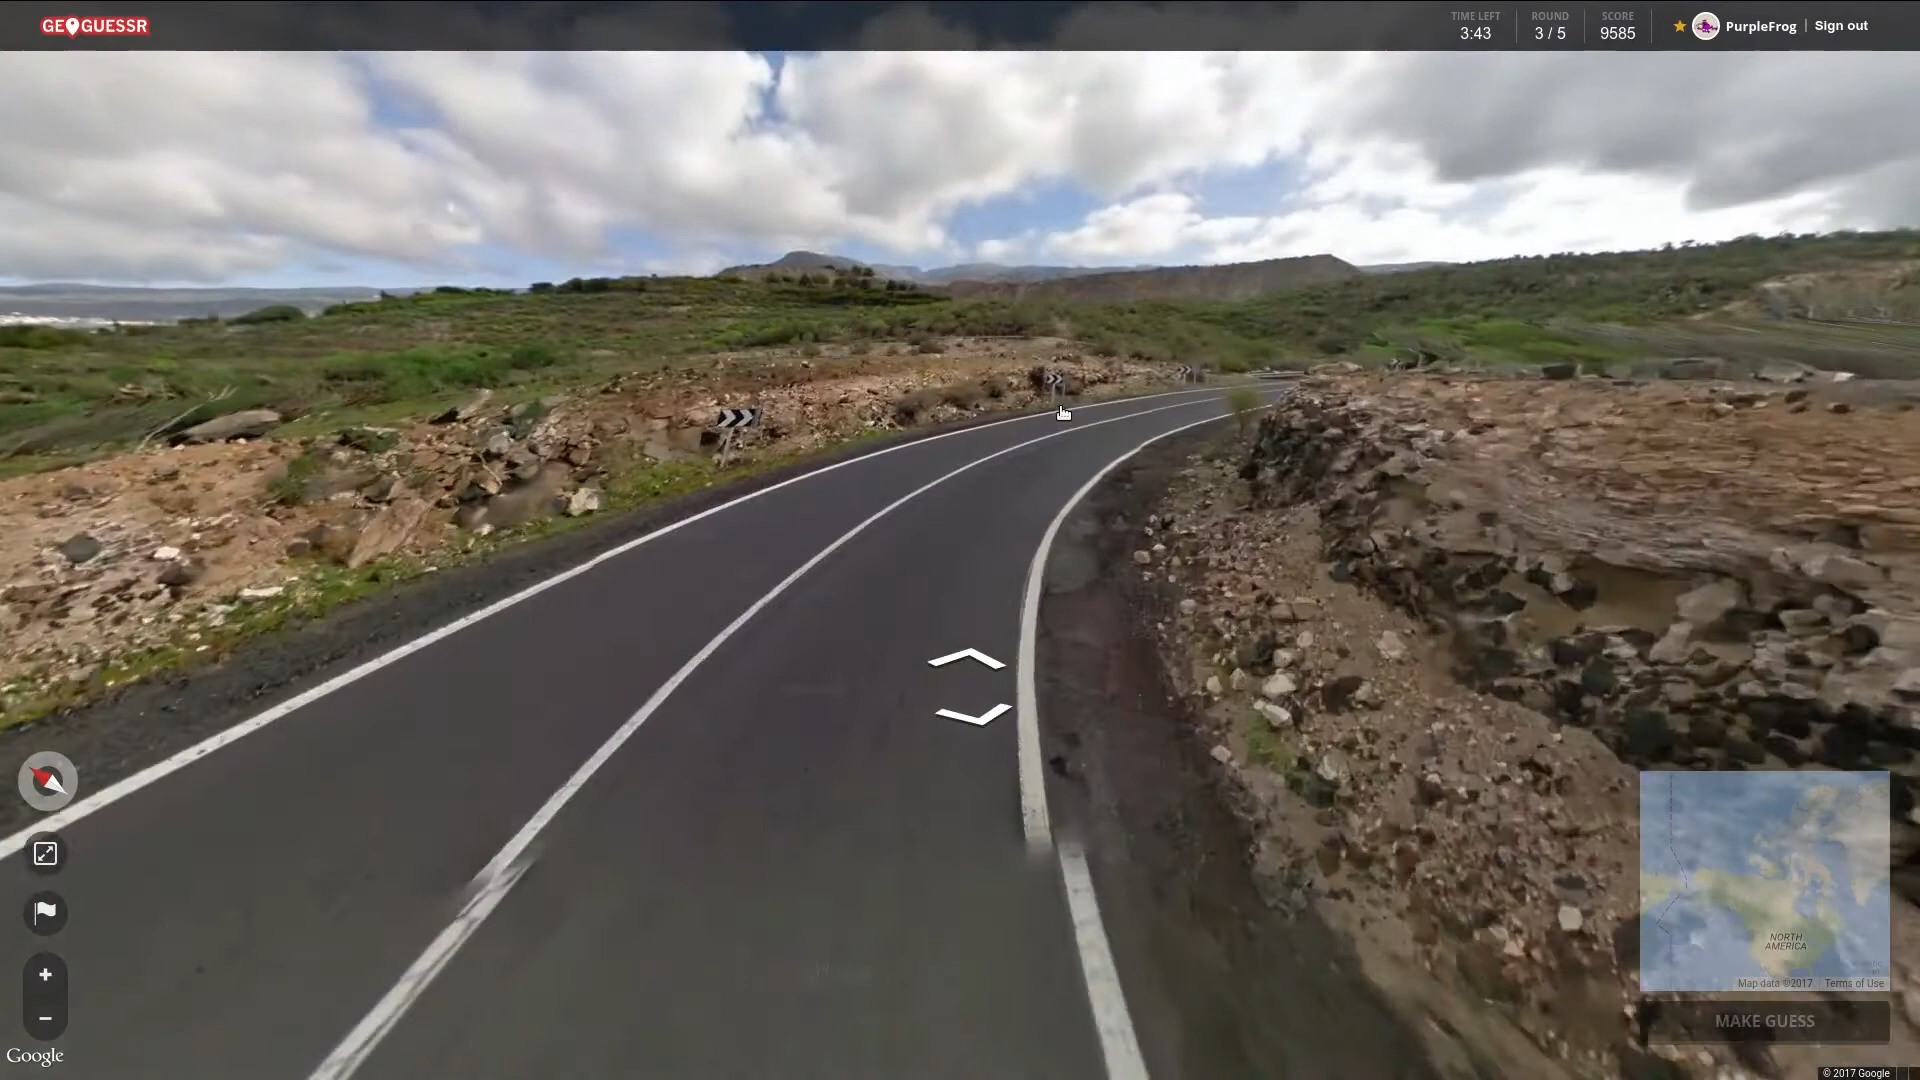 GEOGUESSR
TIME LEFT
3:43
ROUND
3 / 5
SCORE
9585
PurpleFrog | Sign out
NORTH
AMERICA
Map data ©2017
Terms of Use
MAKE GUESS
+
−
Google
© 2017 Google